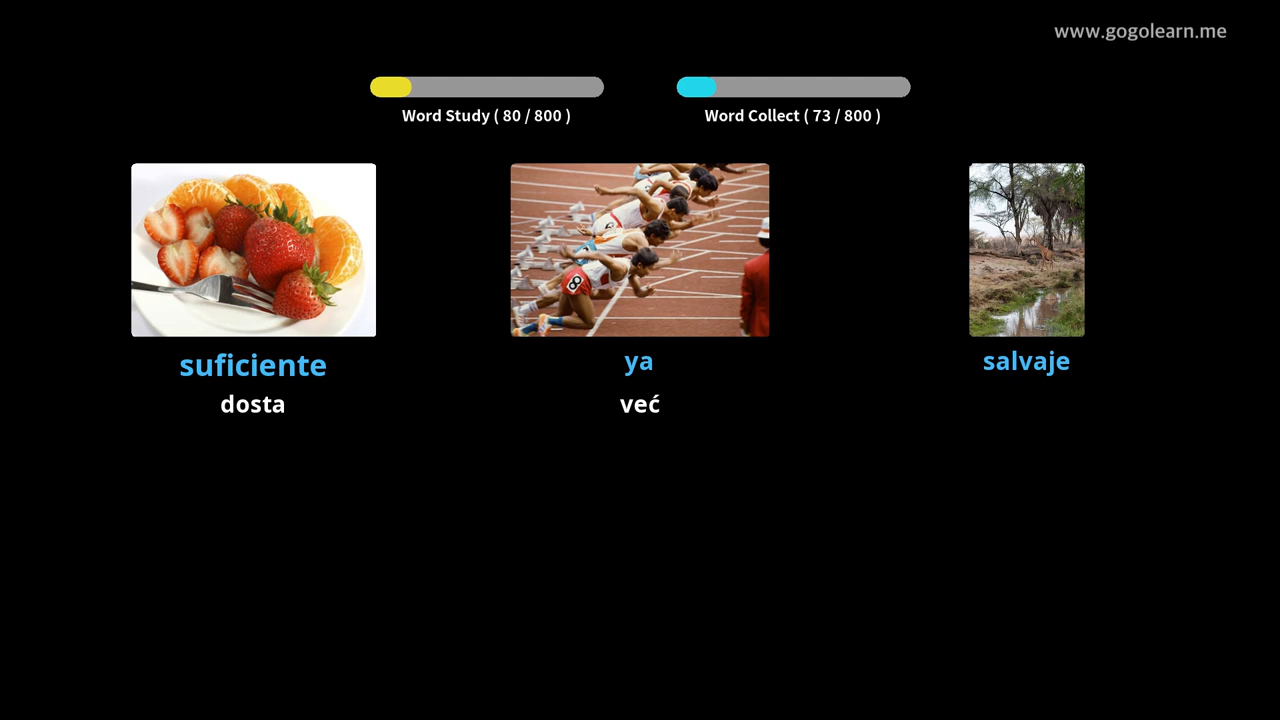 www.gogolearn.me
Word Study ( 80 / 800 )
Word Collect ( 73 / 800 )
suficiente
ya
salvaje
dosta
već